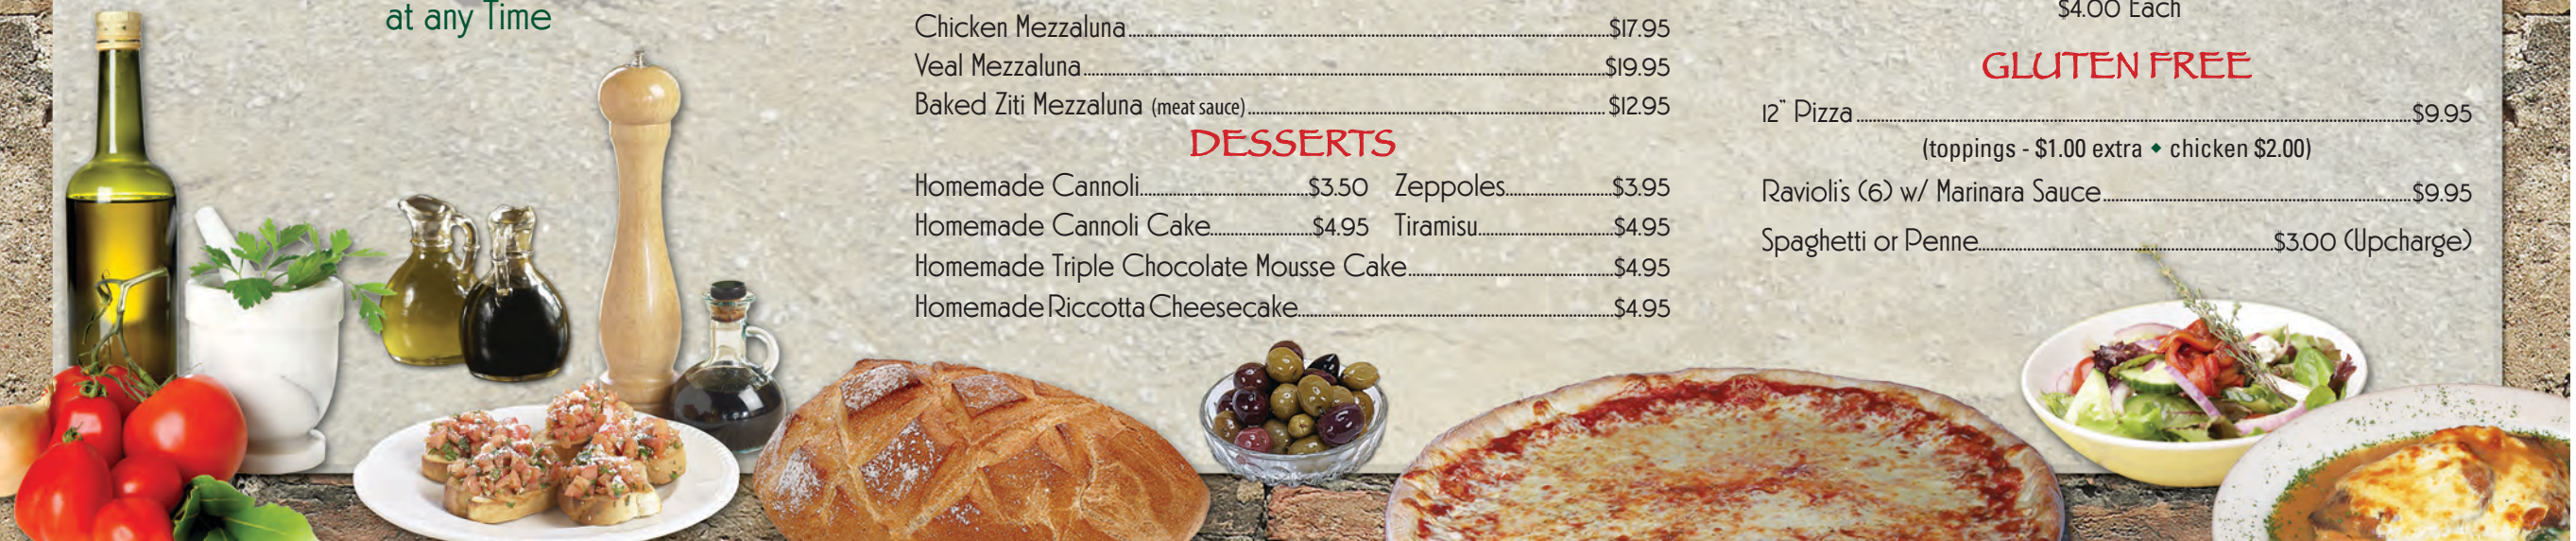 at any Time
Chicken Mezzaluna $17.95
Veal Mezzaluna $19.95
Baked Ziti Mezzaluna (meat sauce) $12.95
DESSERTS
Homemade Cannoli $3.50 Zeppoles $3.95
Homemade Cannoli Cake $4.95 Tiramisu $4.95
Homemade Triple Chocolate Mousse Cake $4.95
Homemade Riccotta Cheesecake $4.95
$4.00 Each
GLUTEN FREE
12" Pizza $9.95
(toppings - $1.00 extra ◆ chicken $2.00)
Ravioli's (6) w/ Marinara Sauce $9.95
Spaghetti or Penne $3.00 (Upcharge)